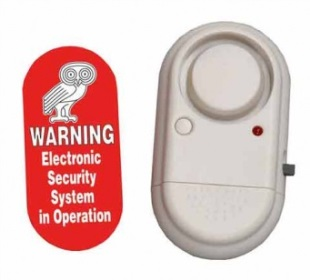 WARNING
Electronic
Security
System
in Operation